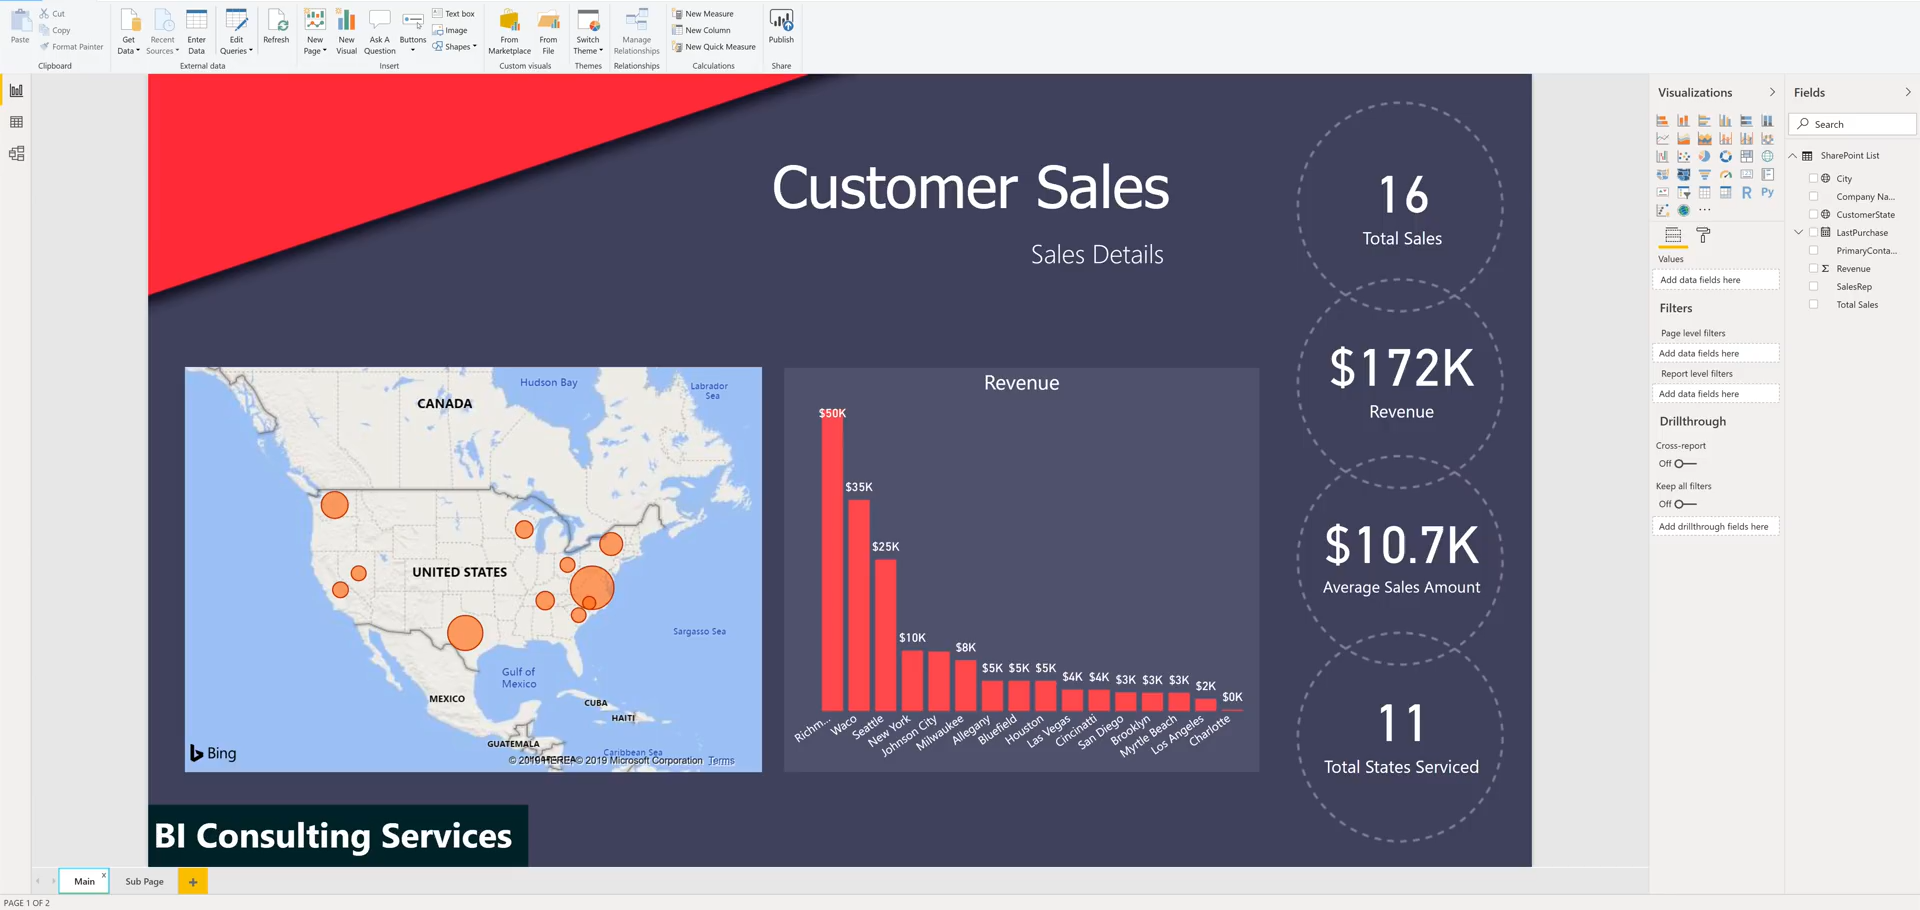 Cut
Copy
Format Painter
Paste
Clipboard
Get Data
Recent Sources
Enter Data
External data
Edit Queries
Refresh
New Page
New Visual
Ask A Question
Buttons
Text box
Image
Shapes
Insert
From Marketplace
From File
Custom visuals
Switch Theme
Themes
Manage Relationships
Relationships
New Measure
New Column
New Quick Measure
Calculations
Publish
Share
Customer Sales
Sales Details
16
Total Sales
$172K
Revenue
$10.7K
Average Sales Amount
11
Total States Serviced
Hudson Bay
Labrador Sea
CANADA
UNITED STATES
Sargasso Sea
Gulf of Mexico
MEXICO
CUBA
HAITI
GUATEMALA
Caribbean Sea
Bing
© 2019 HERE © 2019 Microsoft Corporation Terms
Revenue
$50K
$35K
$25K
$10K
$8K
$5K
$5K
$5K
$4K
$4K
$3K
$3K
$3K
$2K
$0K
Richm...
Waco
Seattle
New York
Johnson City
Milwaukee
Allegany
Bluefield
Houston
Las Vegas
Cincinnati
San Diego
Brooklyn
Myrtle Beach
Los Angeles
Charlotte
BI Consulting Services
Main
x
Sub Page
+
PAGE 1 OF 2
Visualizations
R
Py
...
Values
Add data fields here
Filters
Page level filters
Add data fields here
Report level filters
Add data fields here
Drillthrough
Cross-report
Off
Keep all filters
Off
Add drillthrough fields here
Fields
Search
SharePoint List
City
Company Na...
CustomerState
LastPurchase
PrimaryConta...
Σ Revenue
SalesRep
Total Sales